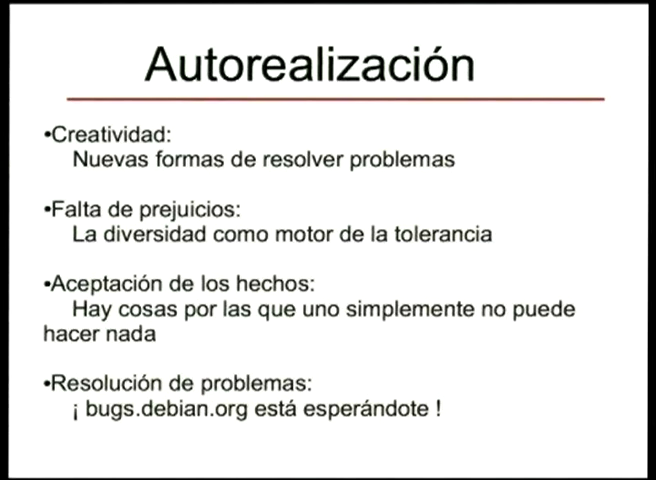 Autorealización
•Creatividad:
Nuevas formas de resolver problemas
•Falta de prejuicios:
La diversidad como motor de la tolerancia
•Aceptación de los hechos:
Hay cosas por las que uno simplemente no puede
hacer nada
•Resolución de problemas:
¡ bugs.debian.org está esperándote !